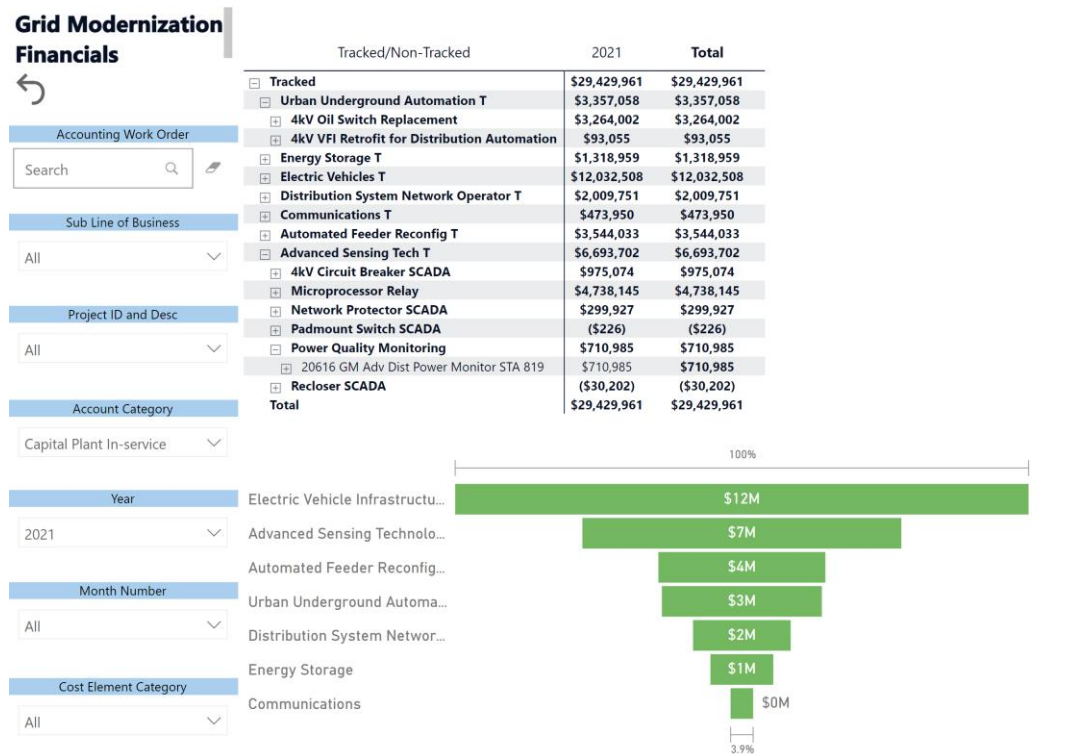 Grid Modernization
Financials
Accounting Work Order
Search
Sub Line of Business
All
Project ID and Desc
All
Account Category
Capital Plant In-service
Year
2021
Month Number
All
Cost Element Category
All
Tracked/Non-Tracked 2021 Total
Tracked $29,429,961 $29,429,961
Urban Underground Automation T $3,357,058 $3,357,058
4kV Oil Switch Replacement $3,264,002 $3,264,002
4kV VFI Retrofit for Distribution Automation $93,055 $93,055
Energy Storage T $1,318,959 $1,318,959
Electric Vehicles T $12,032,508 $12,032,508
Distribution System Network Operator T $2,009,751 $2,009,751
Communications T $473,950 $473,950
Automated Feeder Reconfig T $3,544,033 $3,544,033
Advanced Sensing Tech T $6,693,702 $6,693,702
4kV Circuit Breaker SCADA $975,074 $975,074
Microprocessor Relay $4,738,145 $4,738,145
Network Protector SCADA $299,927 $299,927
Padmount Switch SCADA ($226) ($226)
Power Quality Monitoring $710,985 $710,985
20616 GM Adv Dist Power Monitor STA 819 $710,985 $710,985
Recloser SCADA ($30,202) ($30,202)
Total $29,429,961 $29,429,961
100%
Electric Vehicle Infrastructu... $12M
Advanced Sensing Technolo... $7M
Automated Feeder Reconfig... $4M
Urban Underground Automa... $3M
Distribution System Networ... $2M
Energy Storage $1M
Communications $0M
3.9%